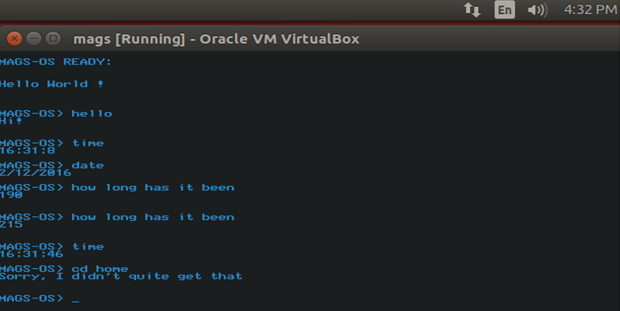 En 4:32 PM
mags [Running] - Oracle VM VirtualBox
MAGS-OS READY:
Hello World !
MAGS-OS> hello
Hi!
MAGS-OS> time
16:31:8
MAGS-OS> date
2/12/2016
MAGS-OS> how long has it been
190
MAGS-OS> how long has it been
215
MAGS-OS> time
16:31:46
MAGS-OS> cd home
Sorry, I didn't quite get that
MAGS-OS> _